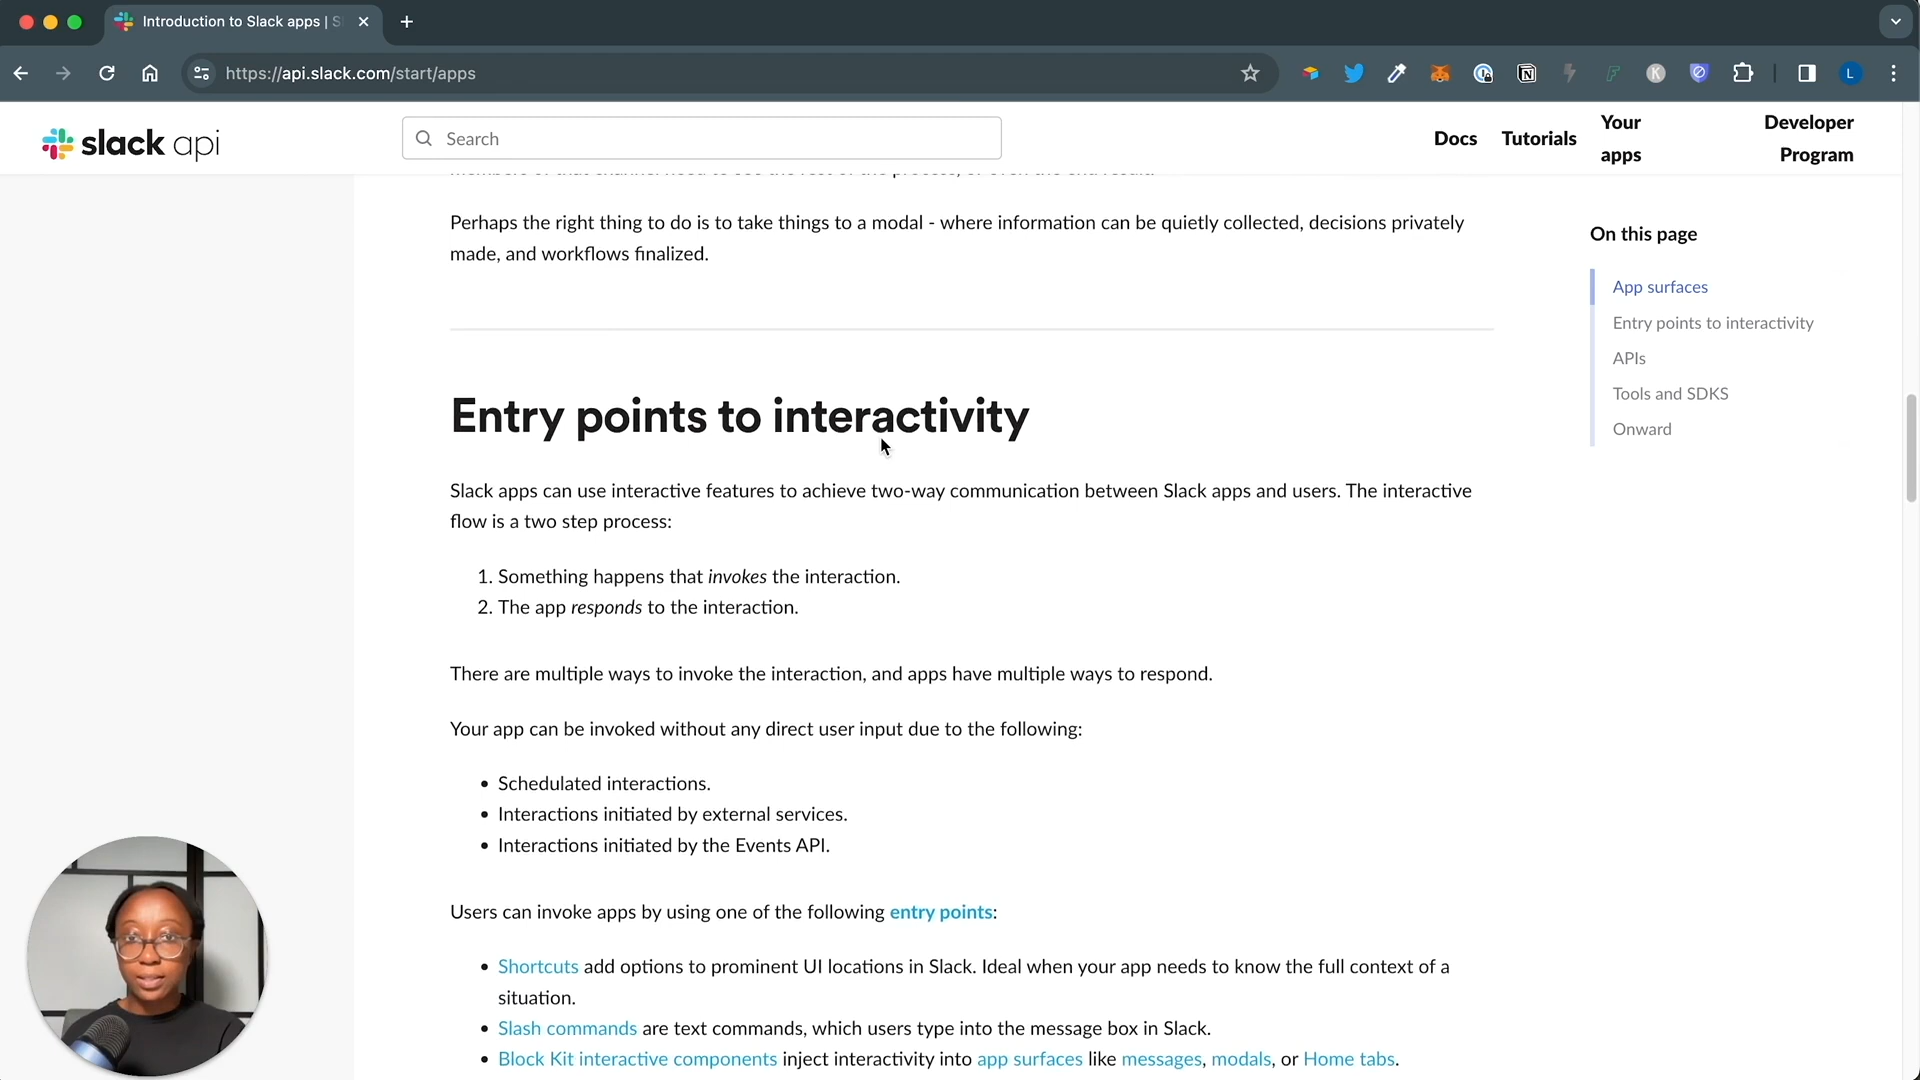 Introduction to Slack apps | S
https://api.slack.com/start/apps
L
slack api
Search
Docs
Tutorials
Your apps
Developer Program
Perhaps the right thing to do is to take things to a modal - where information can be quietly collected, decisions privately
made, and workflows finalized.
Entry points to interactivity
Slack apps can use interactive features to achieve two-way communication between Slack apps and users. The interactive
flow is a two step process:
1. Something happens that invokes the interaction.
2. The app responds to the interaction.
There are multiple ways to invoke the interaction, and apps have multiple ways to respond.
Your app can be invoked without any direct user input due to the following:
• Scheduled interactions.
• Interactions initiated by external services.
• Interactions initiated by the Events API.
Users can invoke apps by using one of the following entry points:
• Shortcuts add options to prominent UI locations in Slack. Ideal when your app needs to know the full context of a
situation.
• Slash commands are text commands, which users type into the message box in Slack.
• Block Kit interactive components inject interactivity into app surfaces like messages, modals, or Home tabs.
On this page
App surfaces
Entry points to interactivity
APIs
Tools and SDKS
Onward